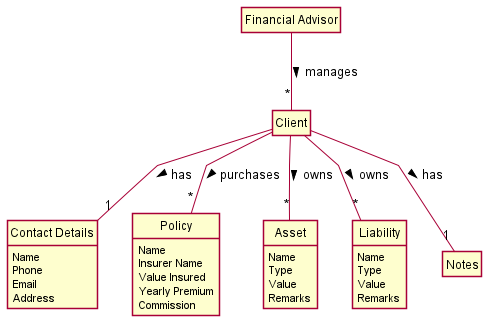 Financial Advisor
manages
*
Client
has
purchases
owns
owns
has
1
*
*
*
1
Contact Details
Name
Phone
Email
Address
Policy
Name
Insurer Name
Value Insured
Yearly Premium
Commission
Asset
Name
Type
Value
Remarks
Liability
Name
Type
Value
Remarks
Notes